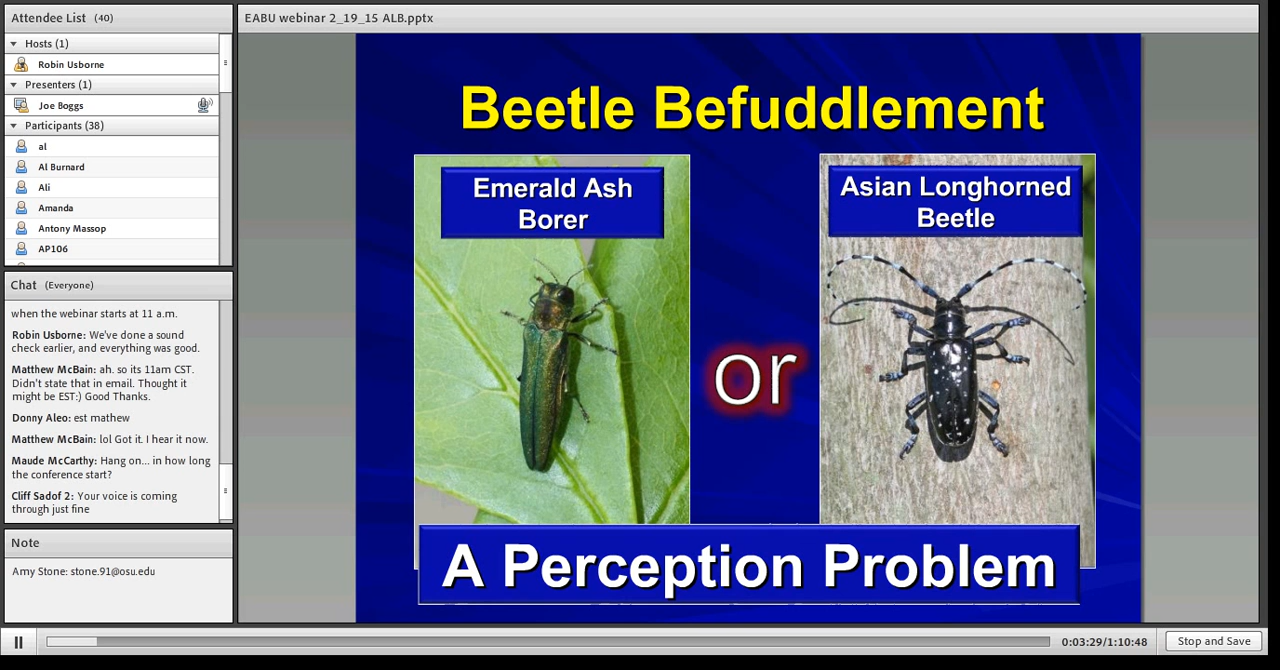 Attendee List (40)
Hosts (1)
Robin Usborne
Presenters (1)
Joe Boggs
Participants (38)
al
Al Burnard
Ali
Amanda
Antony Massop
AP106
Chat (Everyone)
when the webinar starts at 11 a.m.
Robin Usborne: We've done a sound
check earlier, and everything was good.
Matthew McBain: ah. so its 11am CST.
Didn't state that in email. Thought it
might be EST:) Good Thanks.
Donny Aleo: est mathew
Matthew McBain: lol Got it. I hear it now.
Maude McCarthy: Hang on... in how long
the conference start?
Cliff Sadof 2: Your voice is coming
through just fine
Note
Amy Stone: stone.91@osu.edu
EABU webinar 2_19_15 ALB.pptx
Beetle Befuddlement
Emerald Ash
Borer
or
Asian Longhorned
Beetle
A Perception Problem
0:03:29/1:10:48
Stop and Save